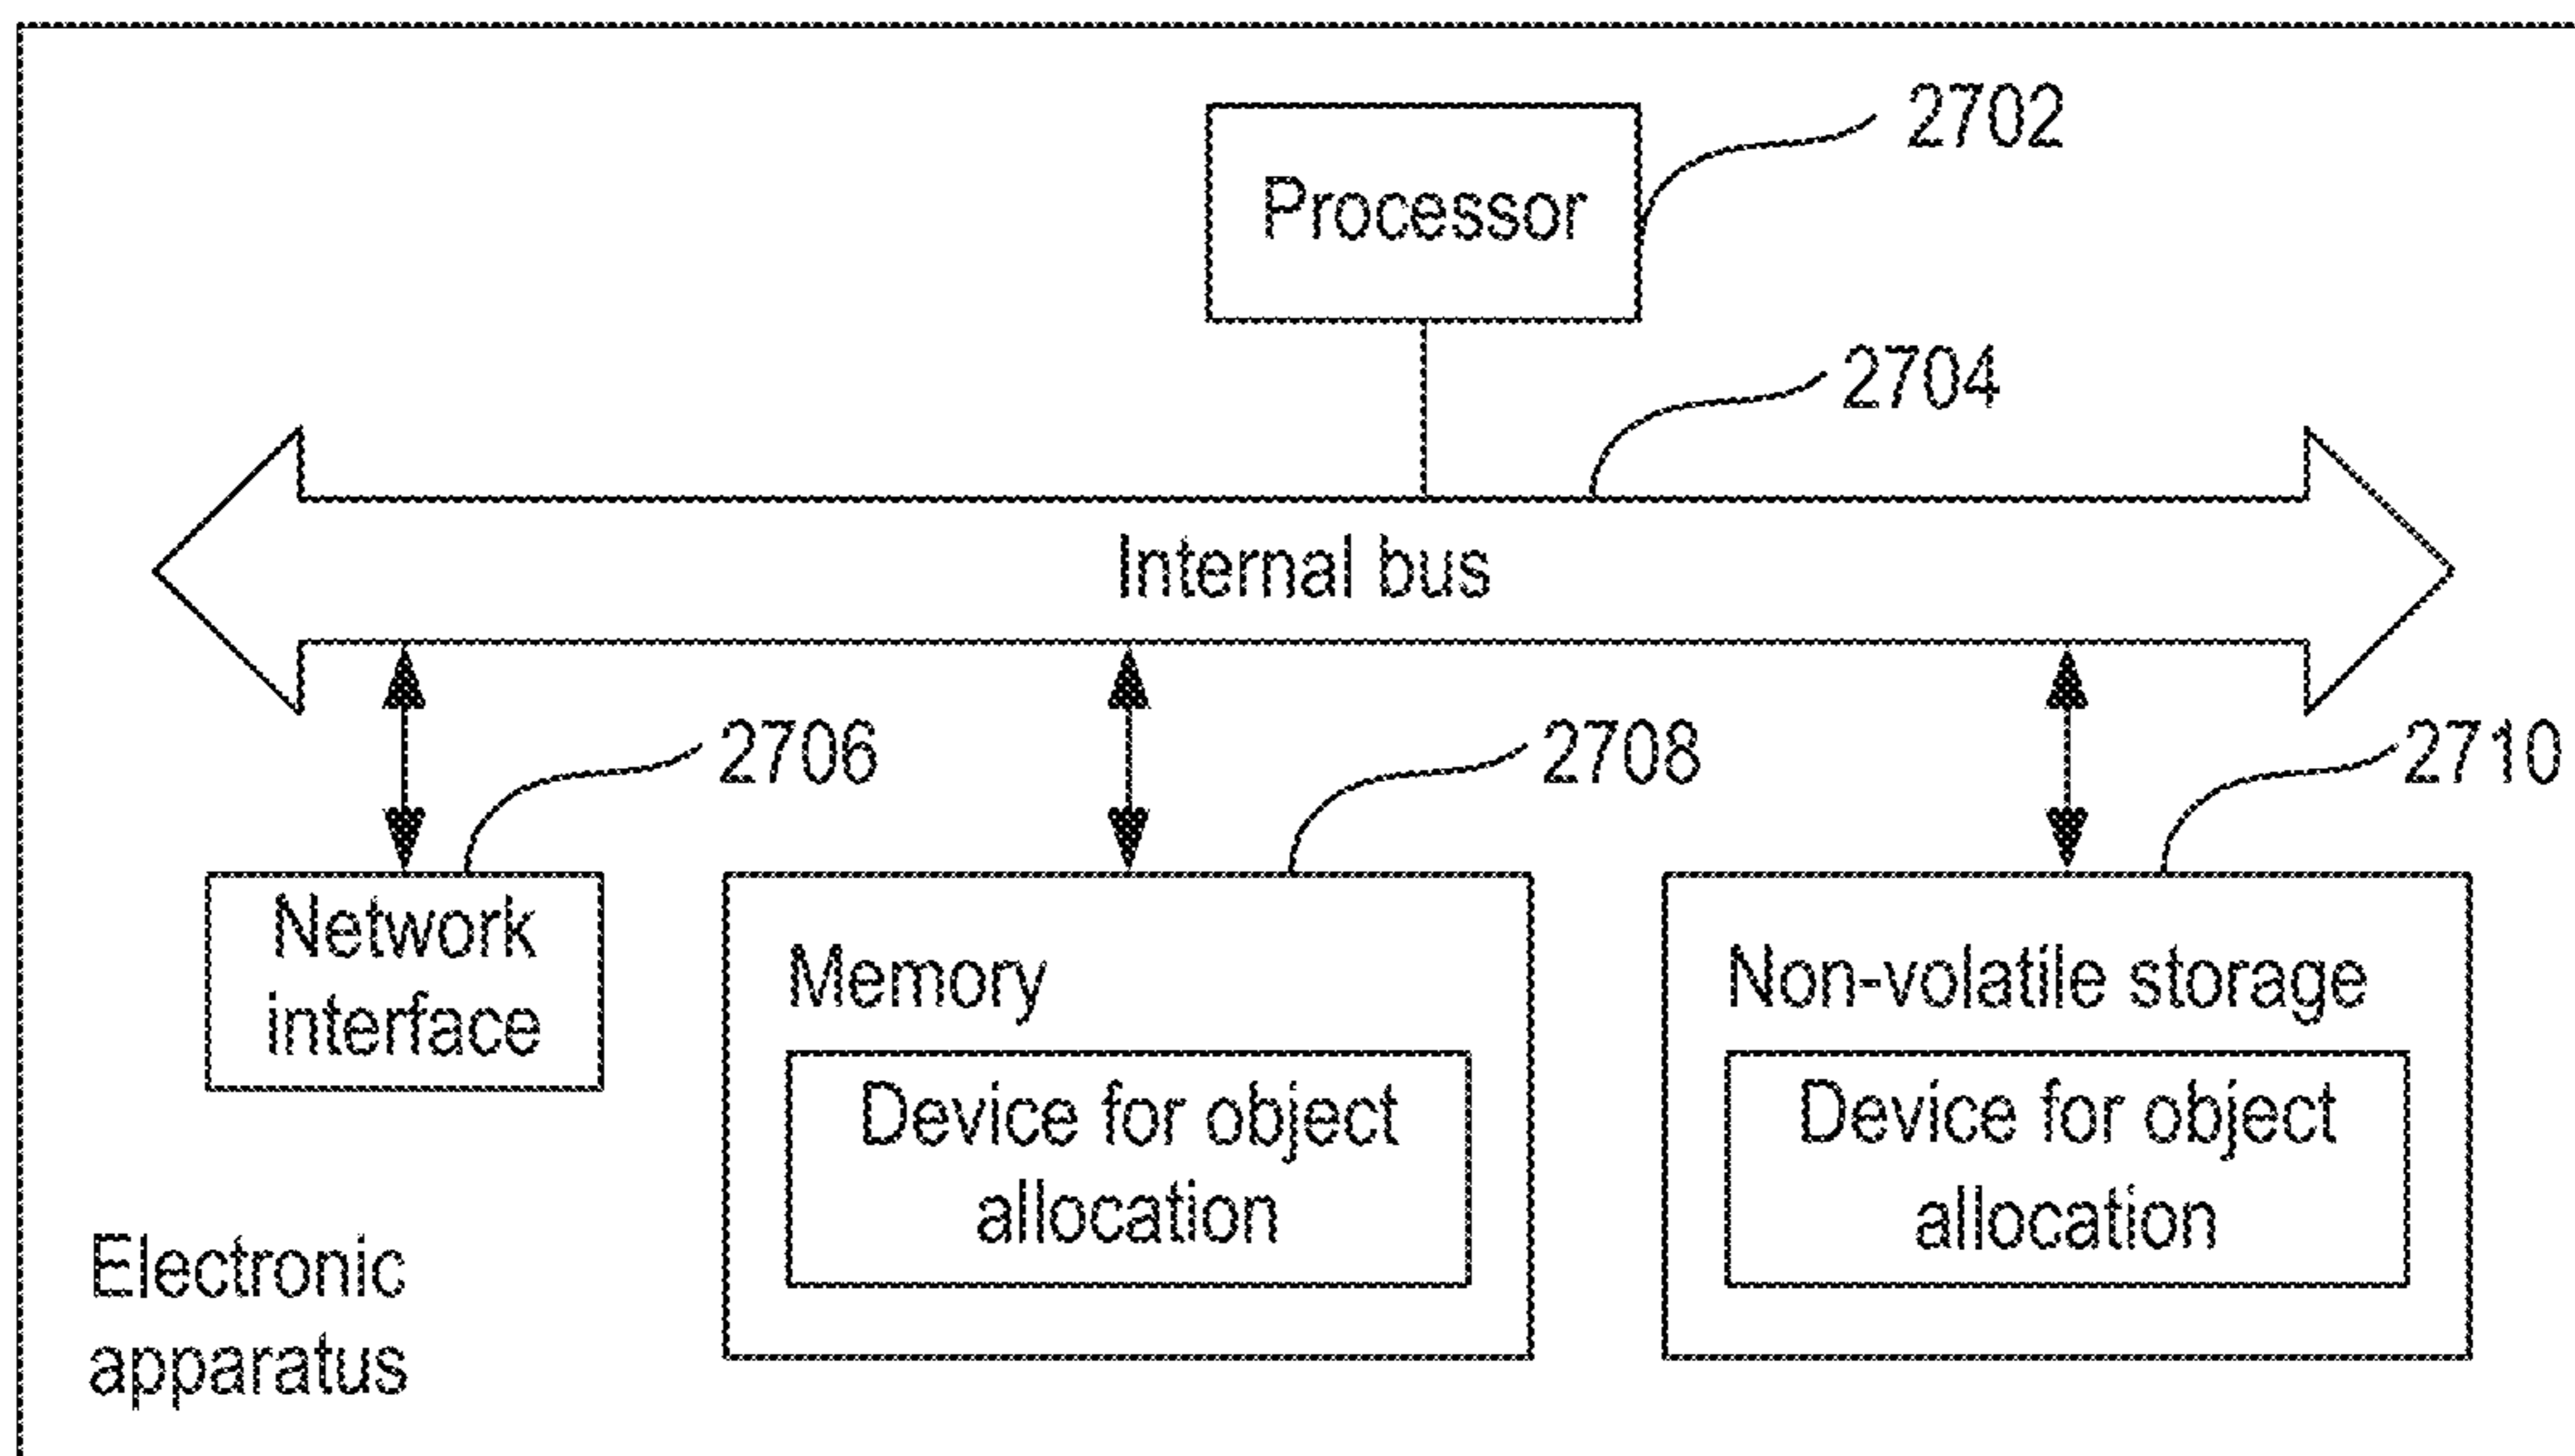 2702
Processor
2704
Internal bus
2706
2708
2710
Network
interface
Memory
Device for object
allocation
Non-volatile storage
Device for object
allocation
Electronic
apparatus